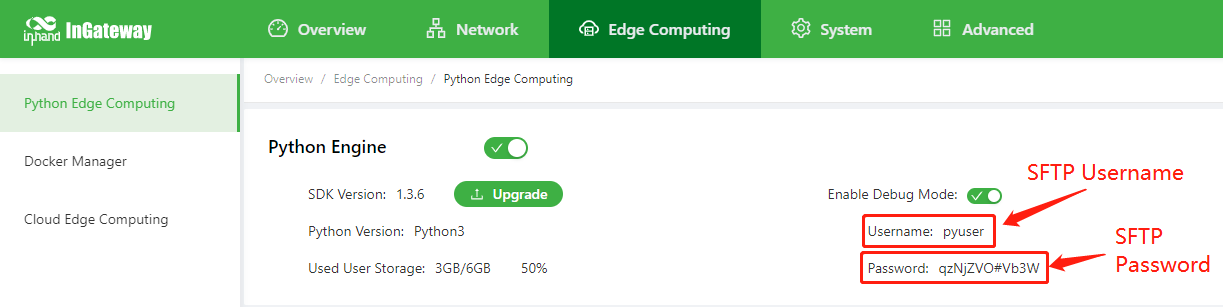 inhand InGateway
Overview
Network
Edge Computing
System
Advanced
Python Edge Computing
Docker Manager
Cloud Edge Computing
Overview / Edge Computing / Python Edge Computing
Python Engine
SDK Version: 1.3.6
Upgrade
Python Version: Python3
Used User Storage: 3GB/6GB 50%
Enable Debug Mode:
Username: pyuser
Password: qzNjZVO#Vb3W
SFTP Username
SFTP
Password